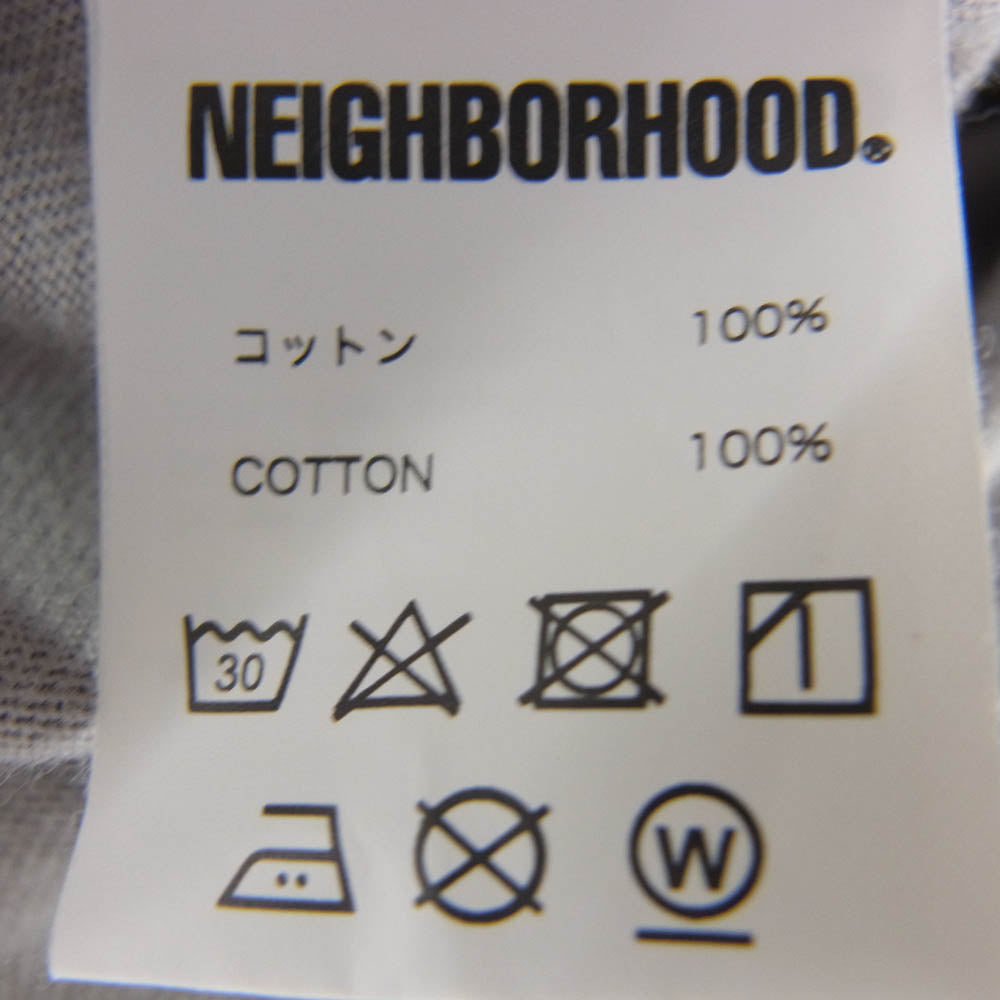 NEIGHBORHOOD®
コットン 100%
COTTON 100%
30
W